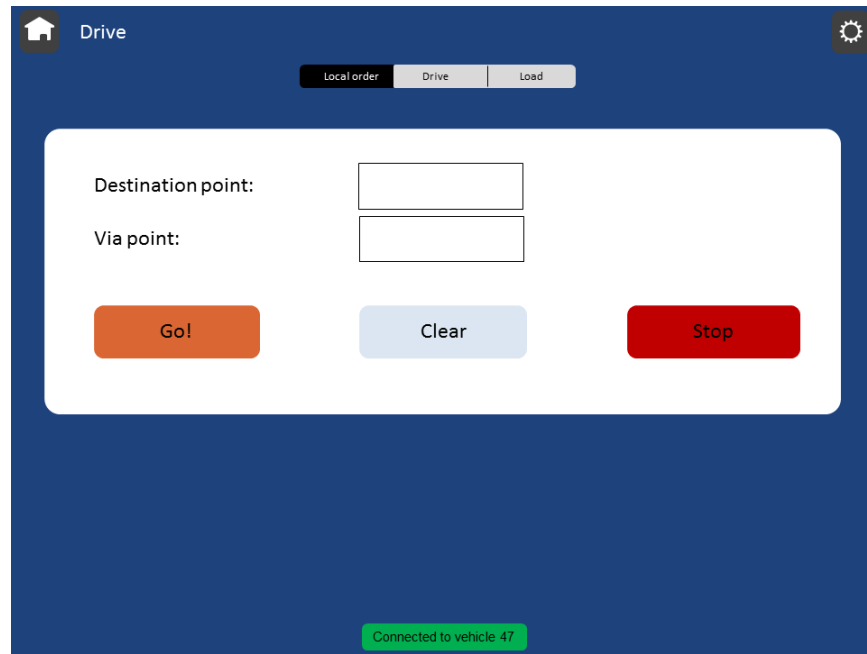 Drive
Local order Drive Load
Destination point:
Via point:
Go! Clear Stop
Connected to vehicle 47